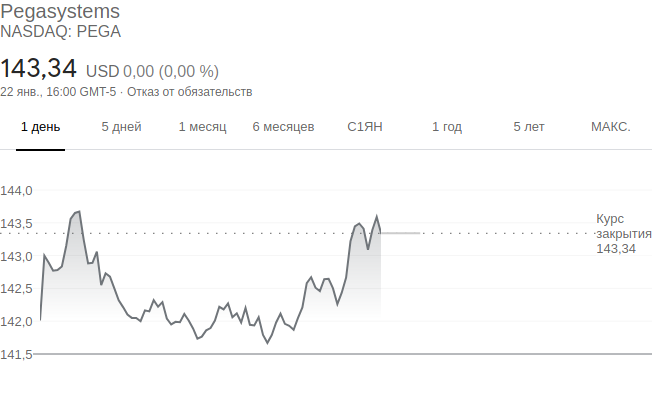 Pegasystems
NASDAQ: PEGA
143,34 USD 0,00 (0,00 %)
22 янв., 16:00 GMT-5 · Отказ от обязательств
1 день 5 дней 1 месяц 6 месяцев С1ЯН 1 год 5 лет МАКС.
144,0
143,5
143,0
142,5
142,0
141,5
Курс
закрытия
143,34